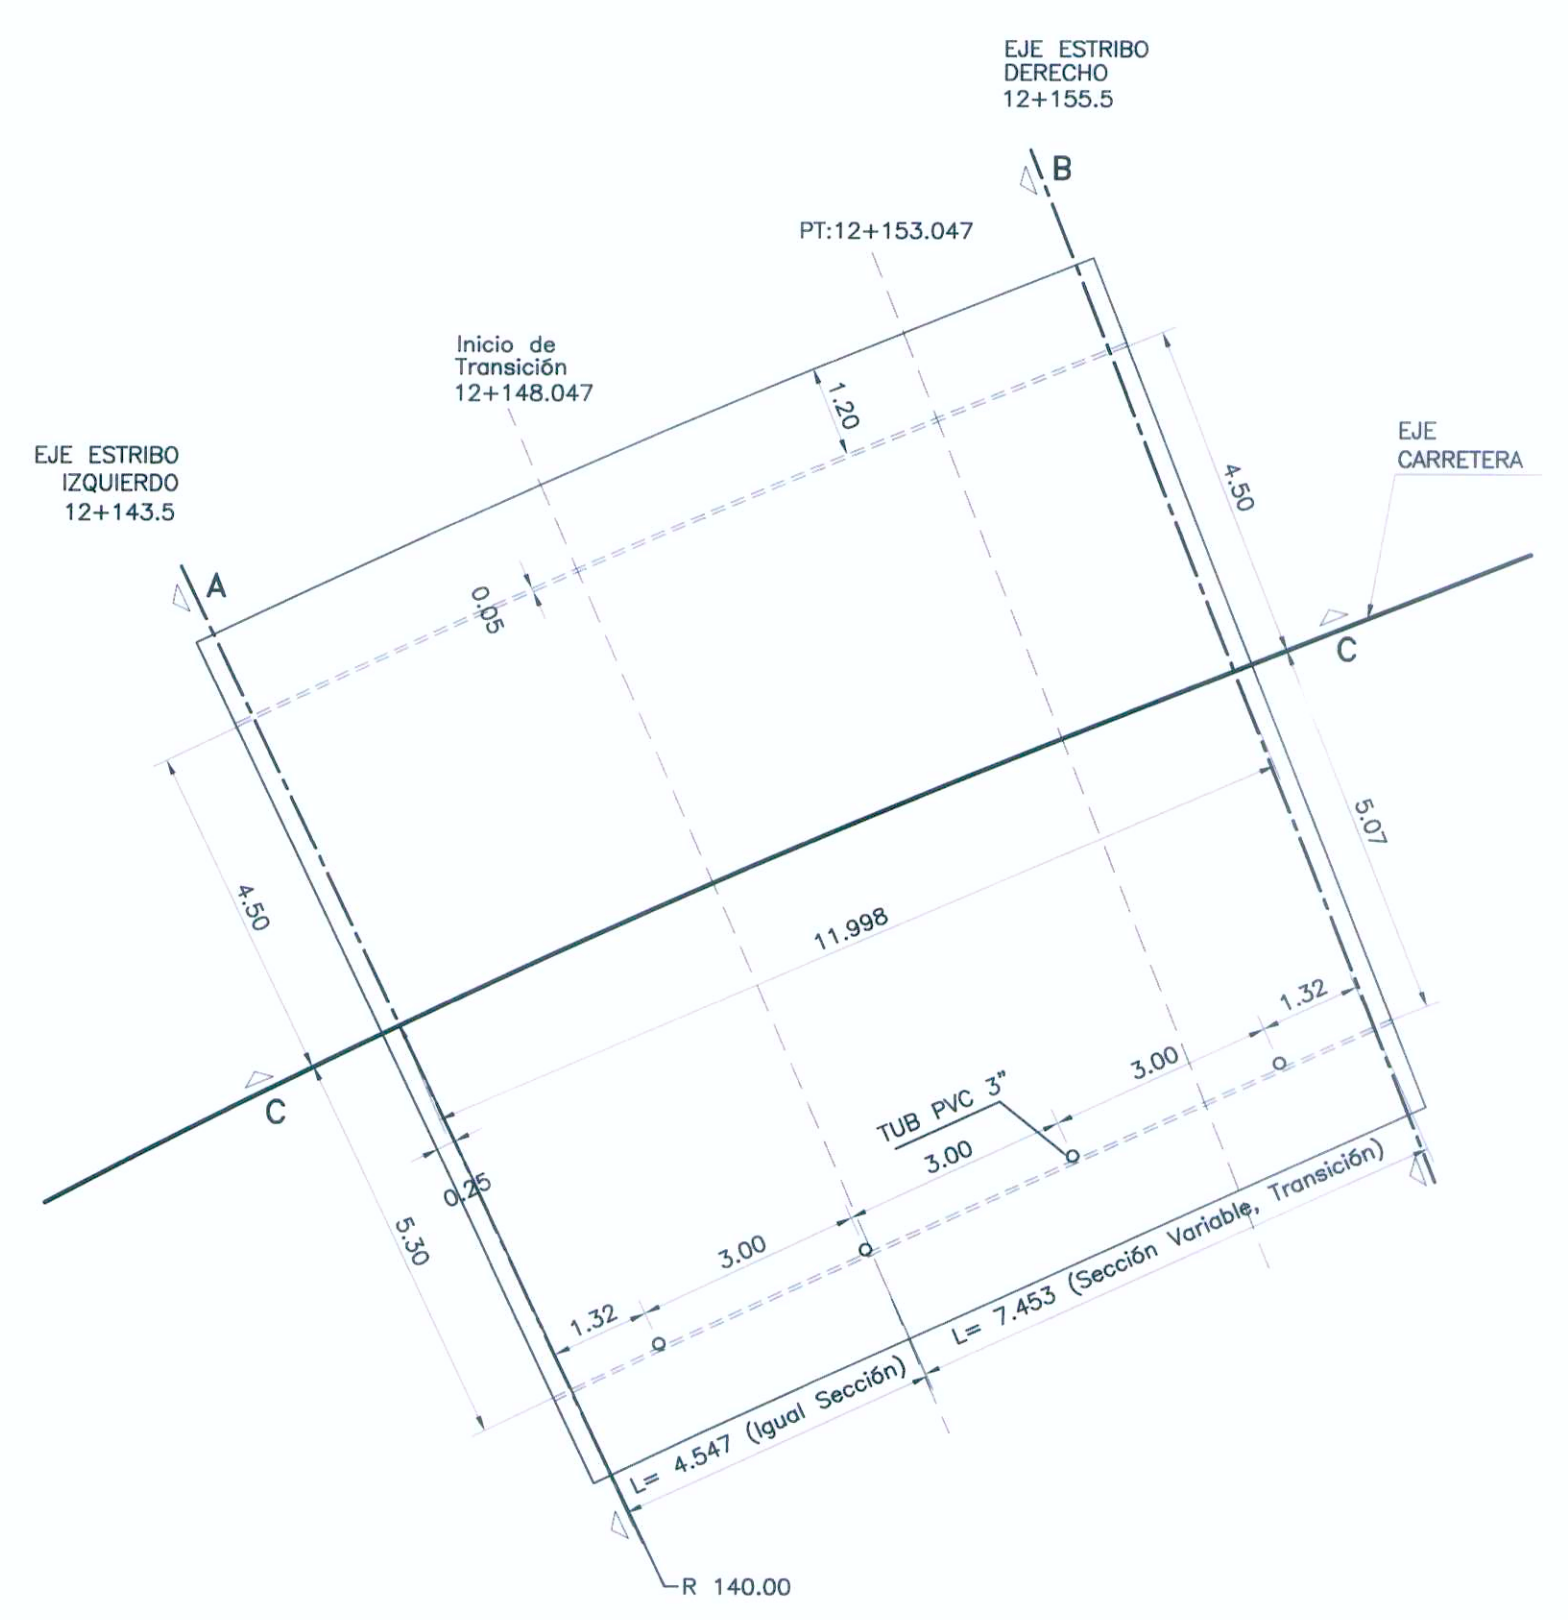 EJE ESTRIBO
DERECHO
12+155.5
B
PT:12+153.047
Inicio de
Transición
12+148.047
1.20
EJE
CARRETERA
EJE ESTRIBO
IZQUIERDO
12+143.5
4.50
A
0.05
C
5.07
4.50
11.998
1.32
3.00
C
TUB PVC 3"
3.00
0.25
5.30
3.00
1.32
L= 7.453 (Sección Variable, Transición)
L= 4.547 (Igual Sección)
R 140.00